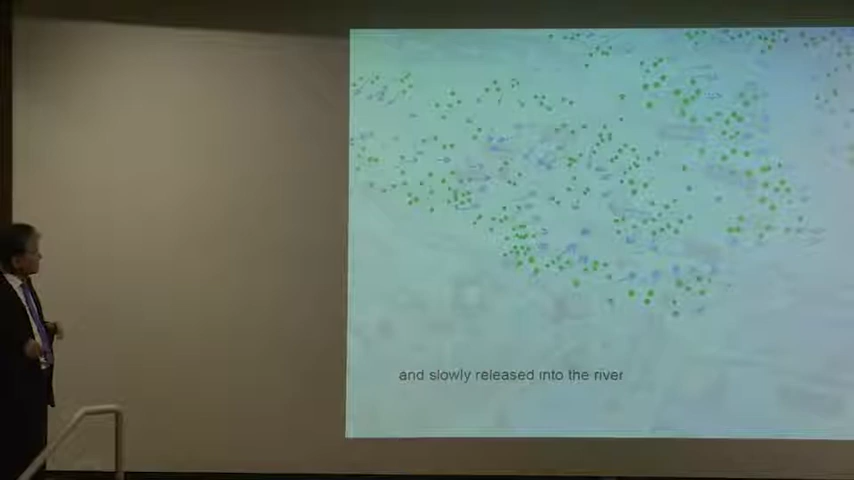 and slowly released into the river